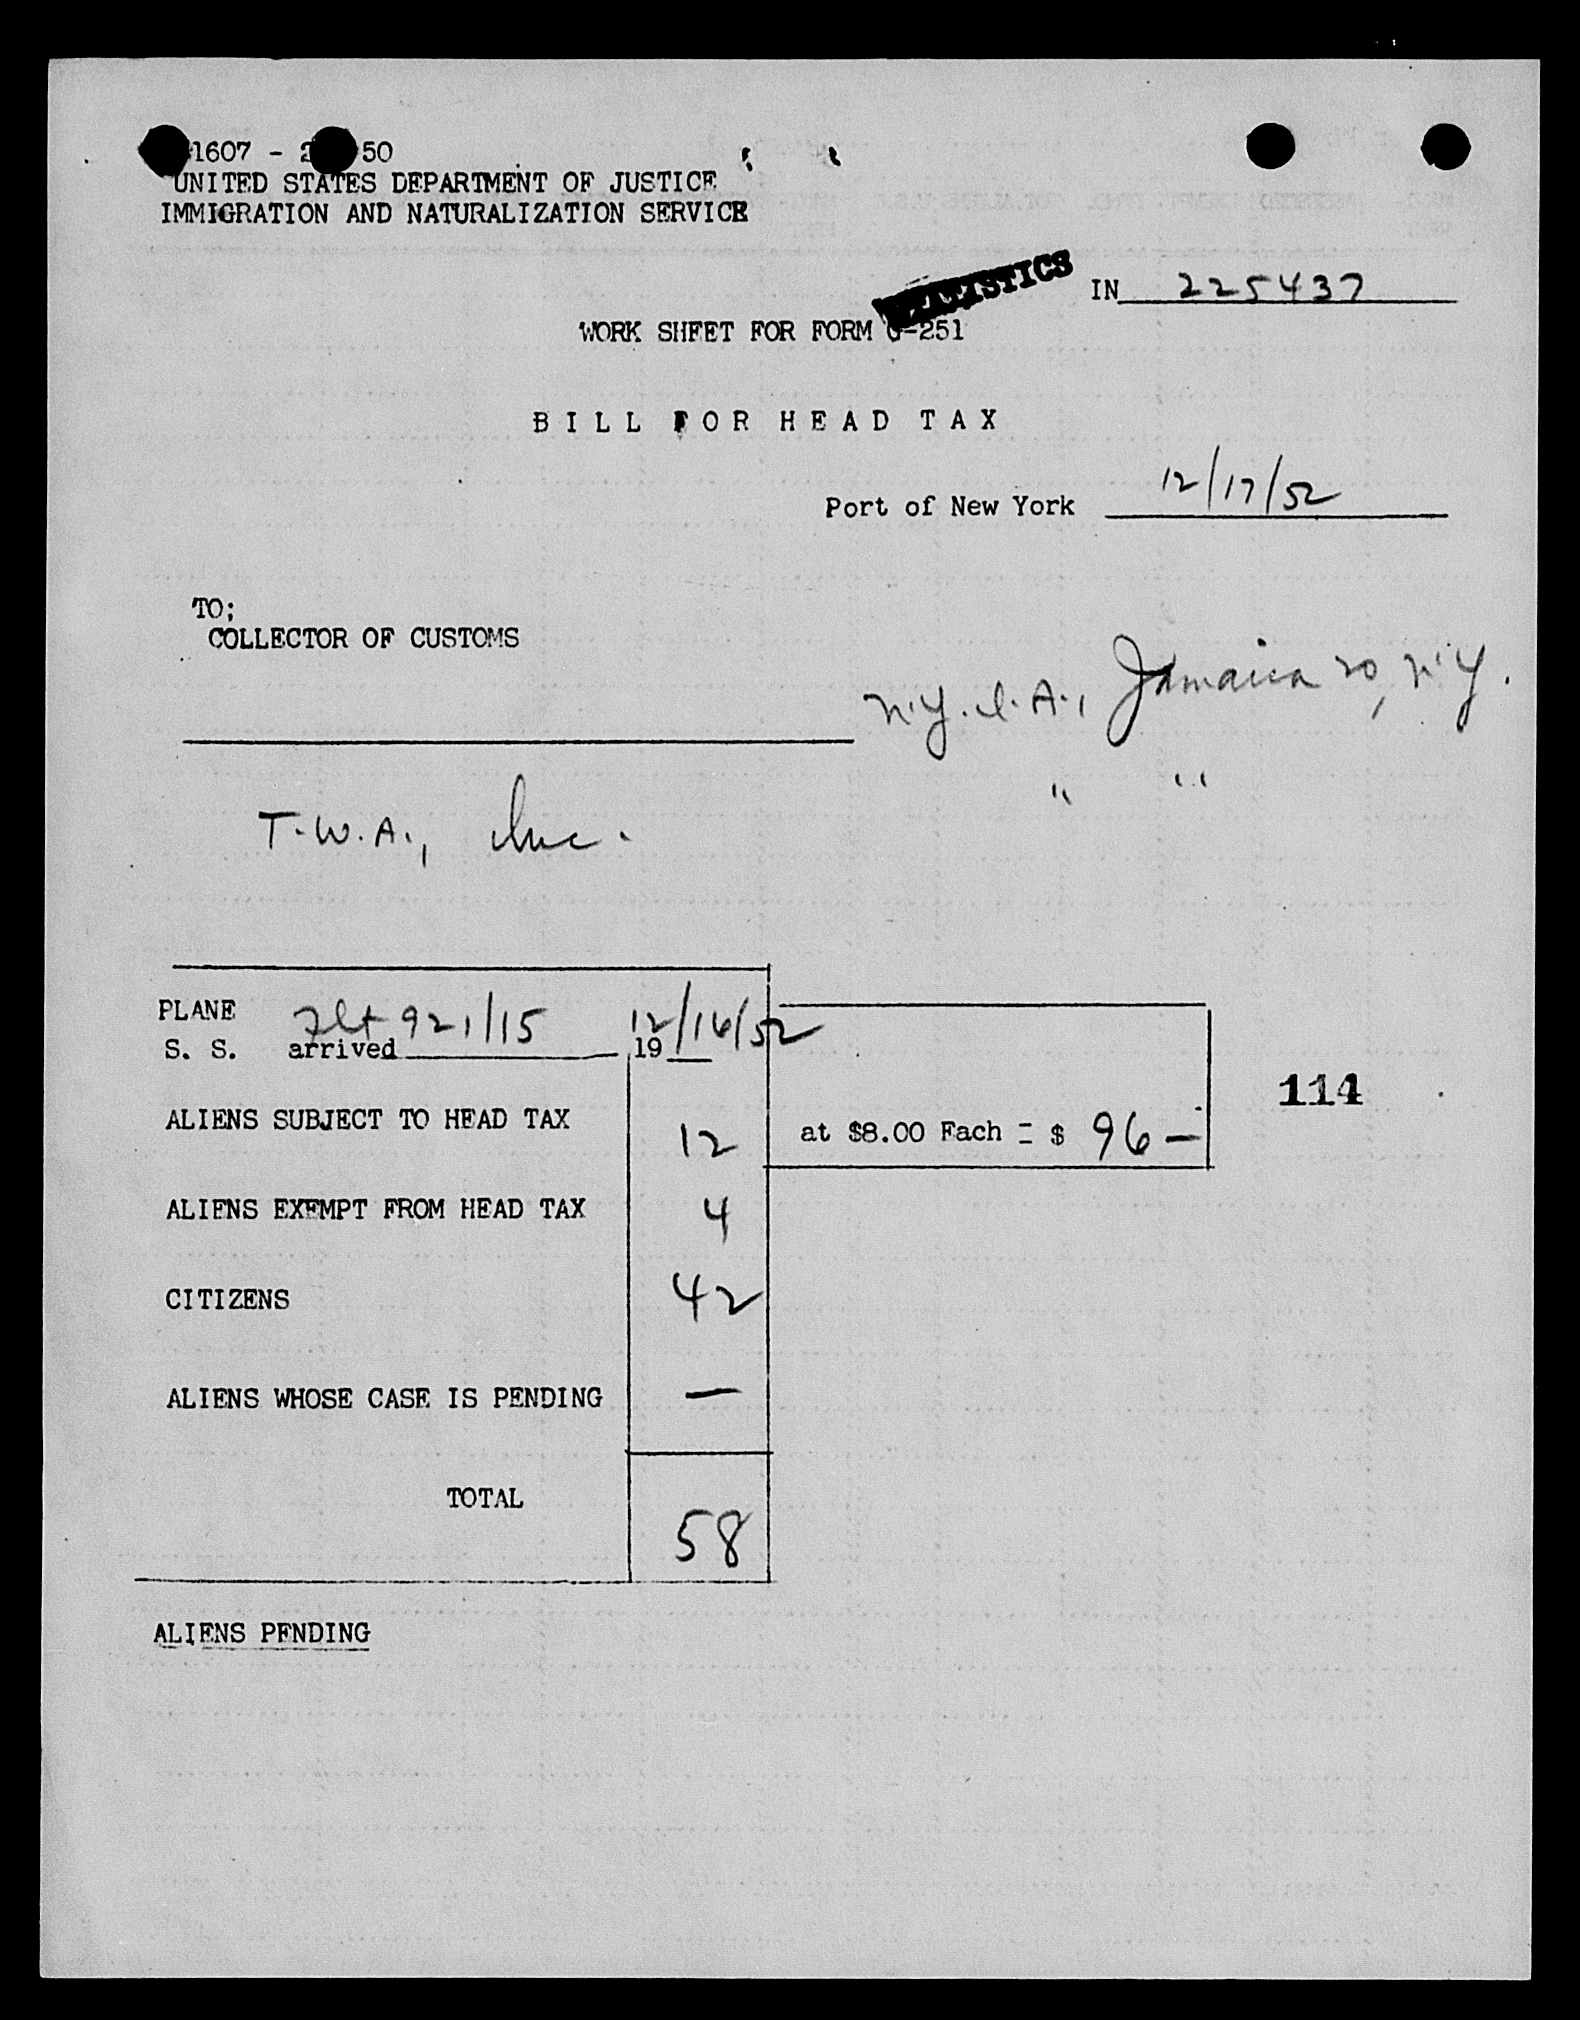 1607 - 2 50
UNITED STATES DEPARTMENT OF JUSTICE
IMMIGRATION AND NATURALIZATION SERVICE
STATISTICS
IN 225437
WORK SHEET FOR FORM G-251
BILL FOR HEAD TAX
Port of New York 12/17/52
TO;
COLLECTOR OF CUSTOMS
N.Y.I.A., Jamaica 20, N.Y.
" "
T.W.A., Inc.
PLANE Flt 921/15 12/16/52
S. S. arrived 19
ALIENS SUBJECT TO HEAD TAX 12 at $8.00 Each = $ 96 —
114
ALIENS EXEMPT FROM HEAD TAX 4
CITIZENS 42
ALIENS WHOSE CASE IS PENDING —
TOTAL 58
ALIENS PENDING